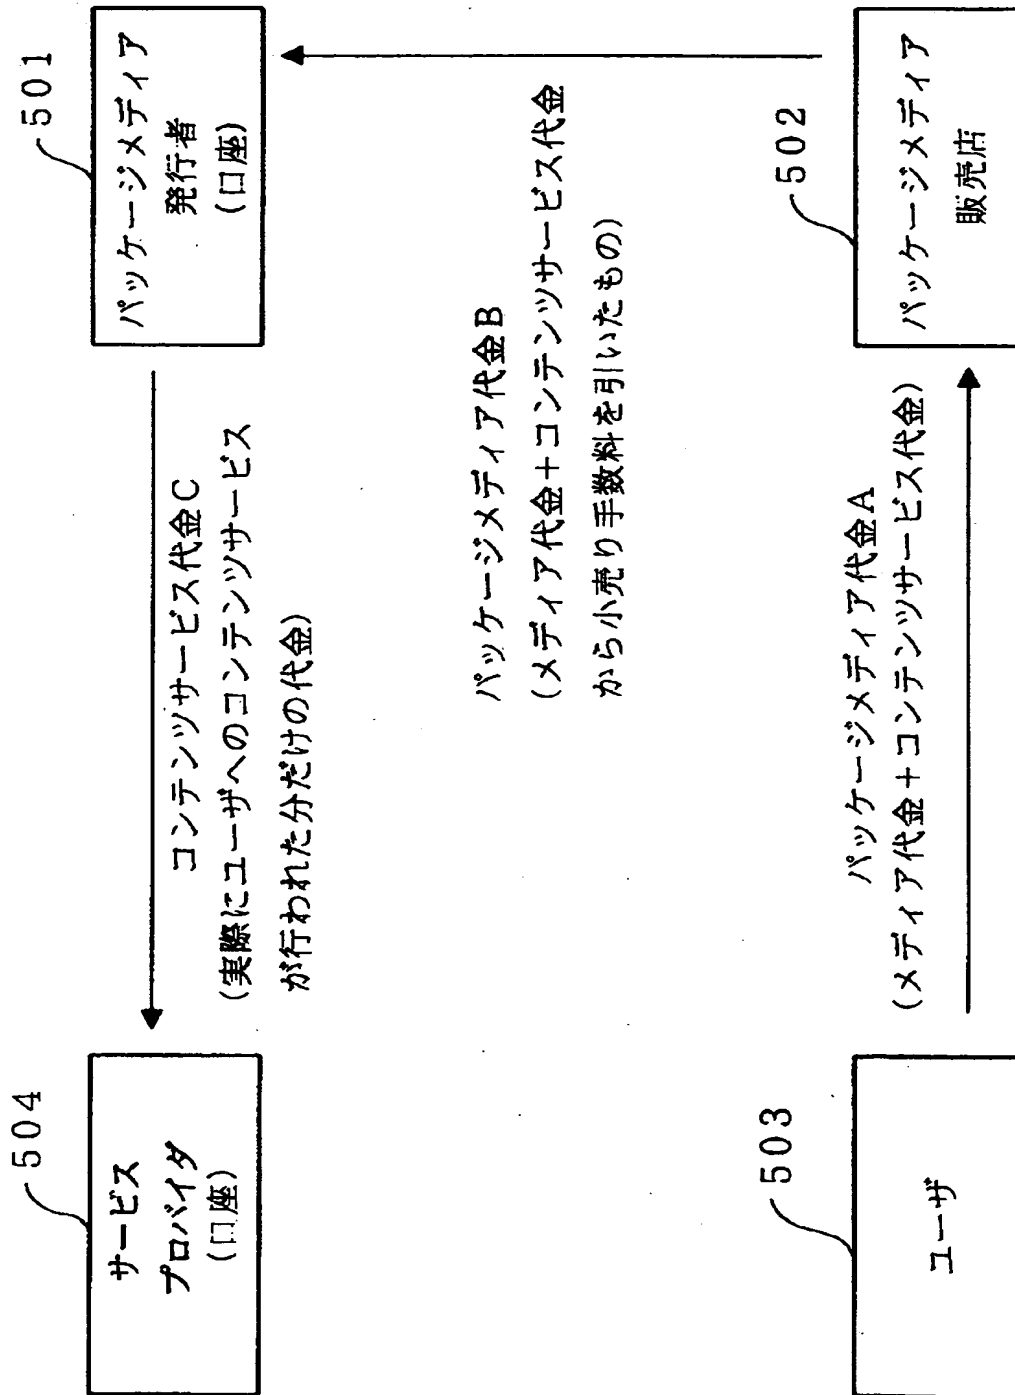 504
サービス
プロバイダ
(口座)
コンテンツサービス代金C
(実際にユーザへのコンテンツサービス
が行われた分だけの代金)
501
パッケージメディア
発行者
(口座)
パッケージメディア代金B
(メディア代金+コンテンツサービス代金
から小売り手数料を引いたもの)
503
ユーザ
パッケージメディア代金A
(メディア代金+コンテンツサービス代金)
502
パッケージメディア
販売店